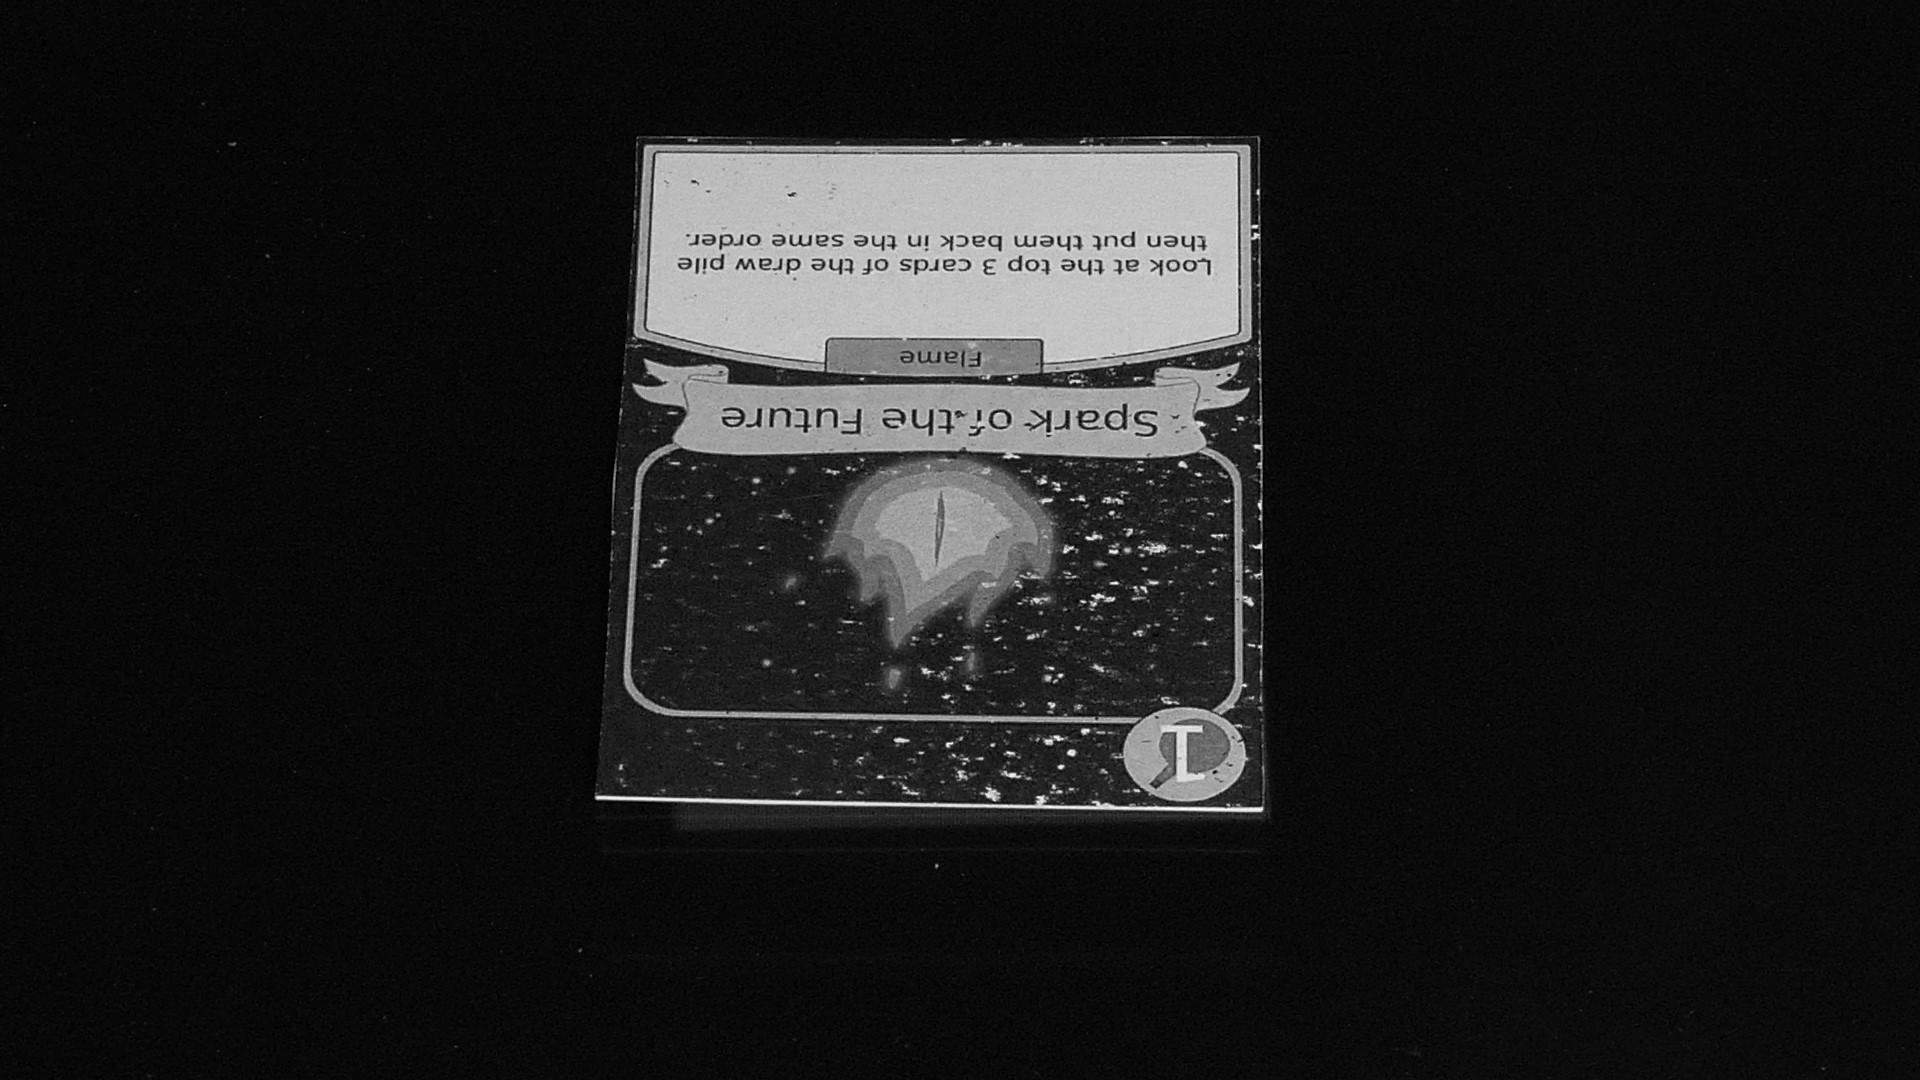 1
Spark of the Future
Flame
Look at the top 3 cards of the draw pile
then put them back in the same order.